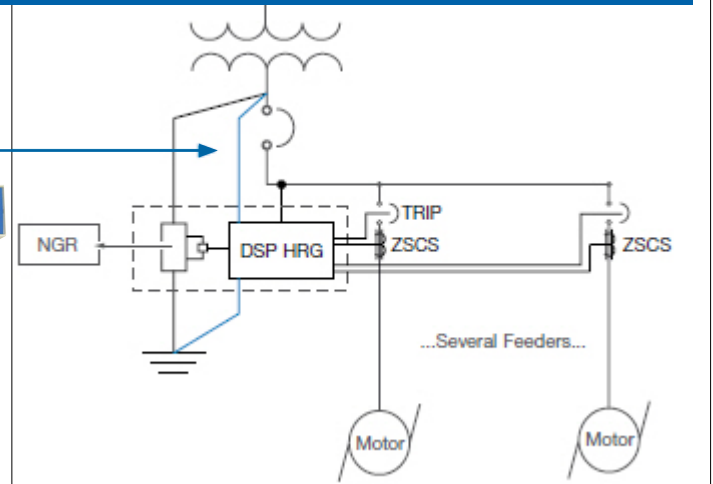 TRIP
NGR
DSP HRG
ZSCS
ZSCS
...Several Feeders...
Motor
Motor